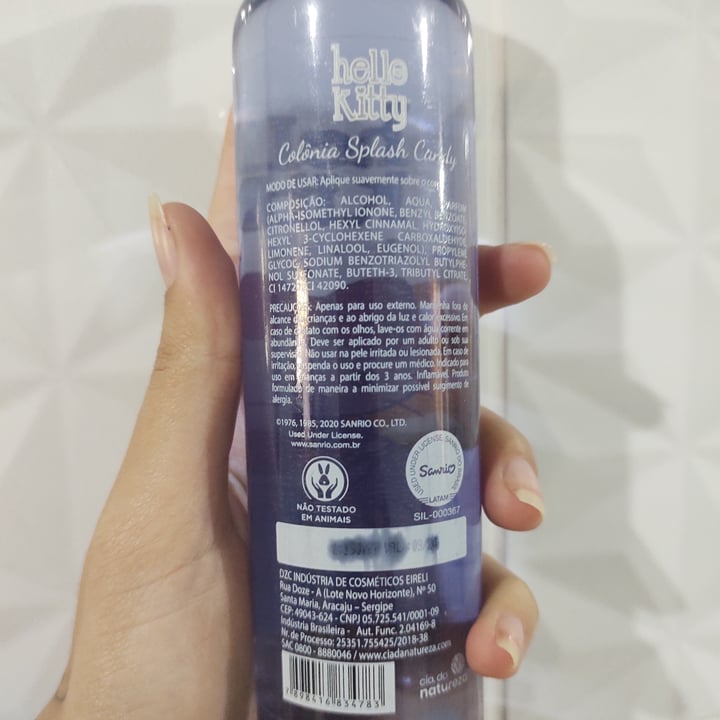 hello
Kitty
Colônia Splash Candy
MODO DE USAR: Aplique suavemente sobre o
COMPOSIÇÃO: ALCOHOL, AQUA, PARFUM
(ALPHA-ISOMETHYL IONONE, BENZYL BENZOATE,
CITRONELLOL, HEXYL CINNAMAL, HYDROXYISO
HEXYL 3-CYCLOHEXENE CARBOXALDEHYDE,
LIMONENE, LINALOOL, EUGENOL), PROPYLENE
GLYCOL, SODIUM BENZOTRIAZOLYL BUTYLPHE-
NOL SULFONATE, BUTETH-3, TRIBUTYL CITRATE,
CI 42090.
PRECAUÇÕES: Apenas para uso externo. Mantenha fora do
alcance de crianças e ao abrigo da luz e calor excessivo. Em
caso de contato com os olhos, lave-os com água corrente em
abundância. Deve ser aplicado por um adulto ou sob sua
supervisão. Não usar na pele irritada ou lesionada. Em caso de
irritação, suspenda o uso e procure um médico. Indicado para
uso em crianças a partir dos 3 anos. Inflamável. Produto
formulado de maneira a minimizar possível surgimento de
alergia.
©1976, 1985, 2020 SANRIO CO., LTD.
Used Under License.
www.sanrio.com.br
USED UNDER LICENSE, SANRIO DO BRASIL
Sanrio
LATAM
SIL-000367
NÃO TESTADO
EM ANIMAIS
DZC INDÚSTRIA DE COSMÉTICOS EIRELI
Rua Doze - A (Lote Novo Horizonte), Nº 50
Santa Maria, Aracaju – Sergipe
CEP: 49043-624 - CNPJ 05.725.541/0001-09
Indústria Brasileira - Aut. Func. 2.04169-8
Nr. de Processo: 25351.755425/2018-38
SAC 0800 - 8880046 / www.ciadanatureza.com
cia. da
natureza
7898416834783